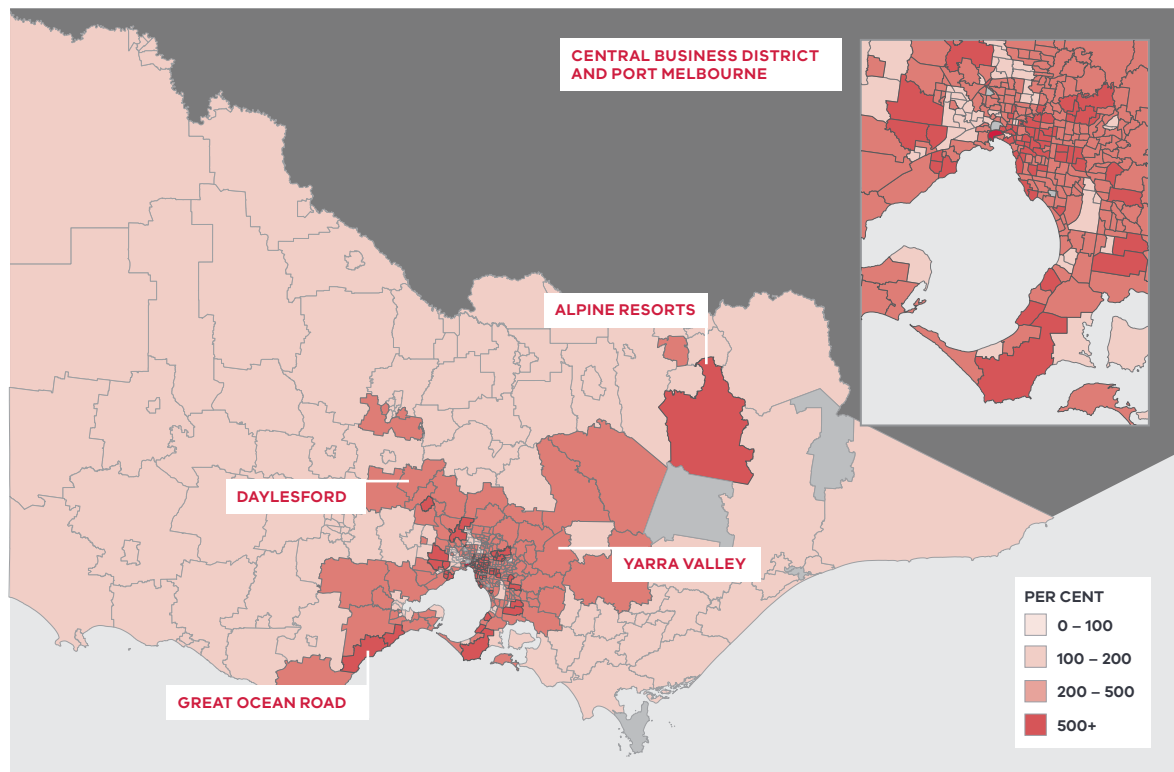 CENTRAL BUSINESS DISTRICT
AND PORT MELBOURNE
ALPINE RESORTS
DAYLESFORD
YARRA VALLEY
GREAT OCEAN ROAD
PER CENT
0 – 100
100 – 200
200 – 500
500+